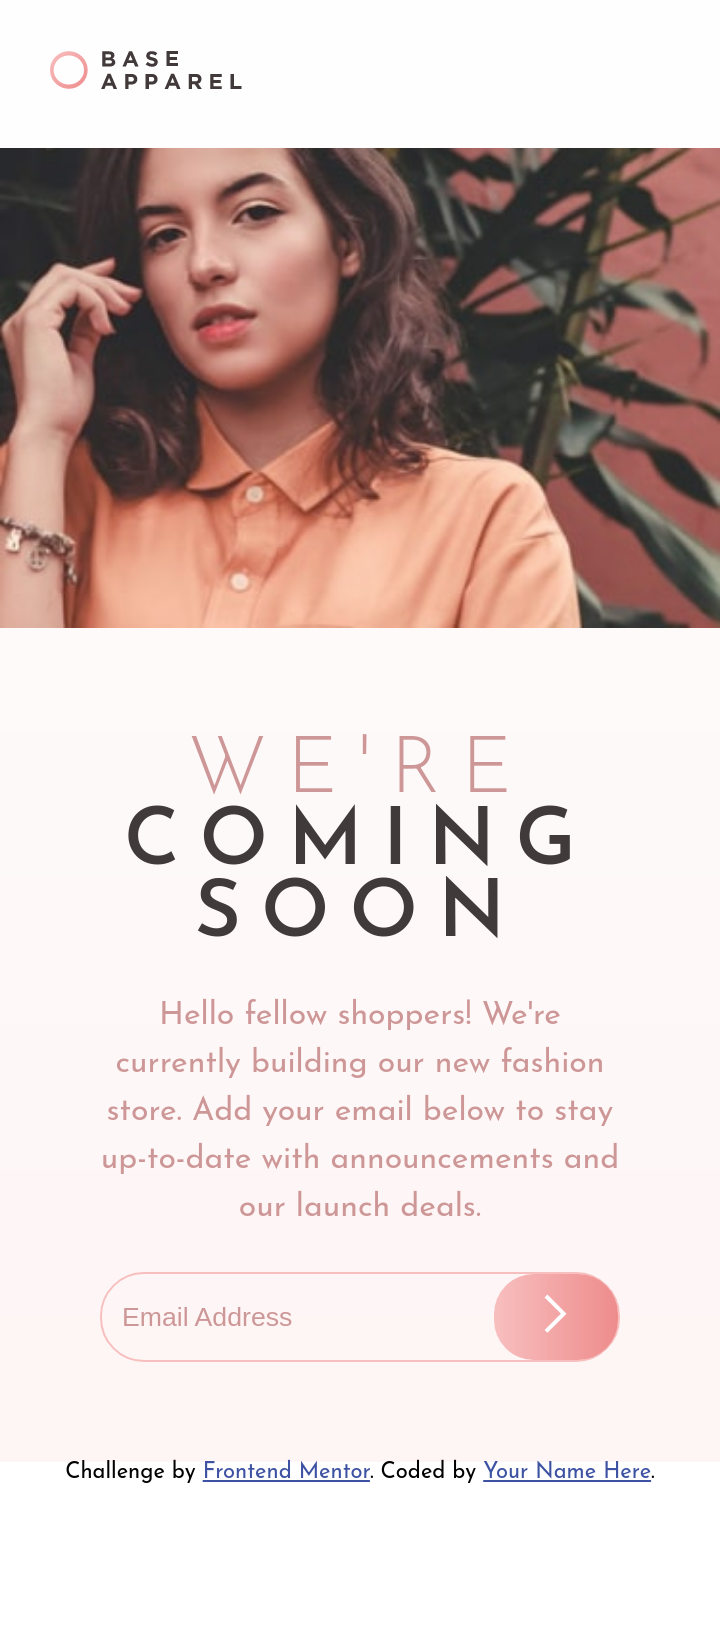 BASE
APPAREL
WE'RE
COMING
SOON
Hello fellow shoppers! We're
currently building our new fashion
store. Add your email below to stay
up-to-date with announcements and
our launch deals.
Email Address
Challenge by Frontend Mentor. Coded by Your Name Here.